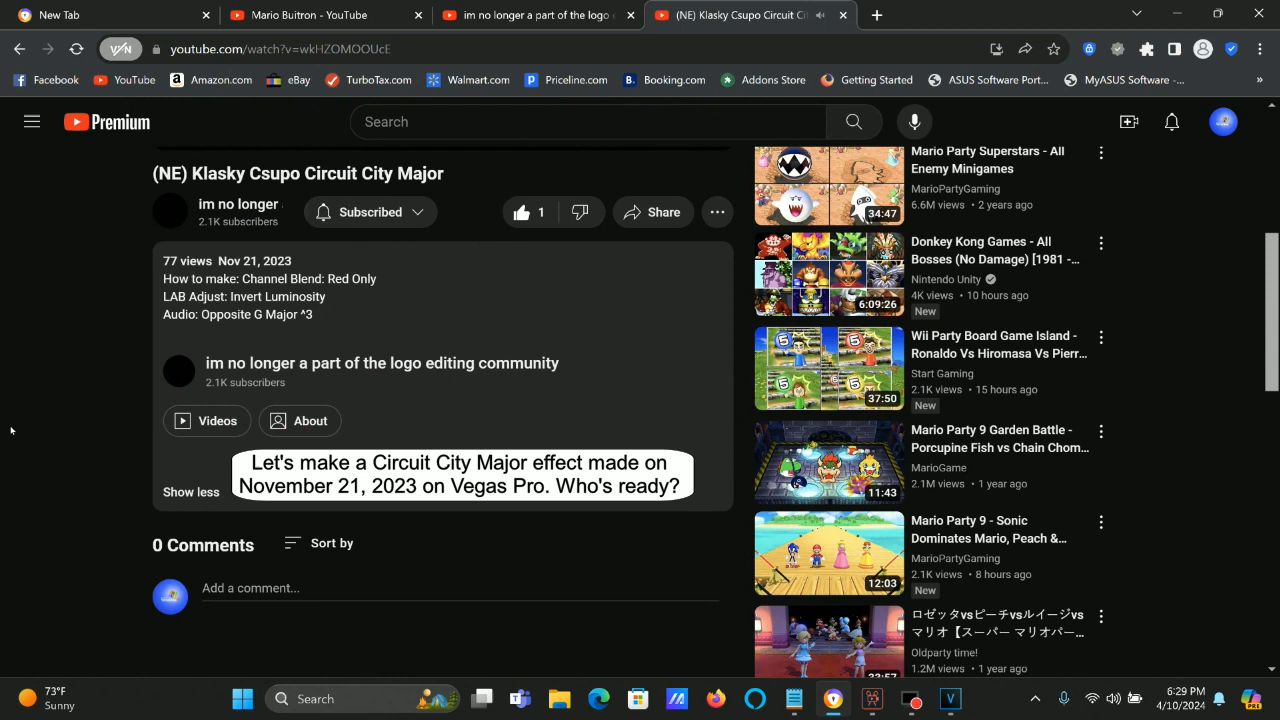 New Tab
Mario Buitron - YouTube
im no longer a part of the logo e
(NE) Klasky Csupo Circuit Ci
VPN
youtube.com/watch?v=wkHZOMOOUcE
Facebook
YouTube
Amazon.com
eBay
TurboTax.com
Walmart.com
Priceline.com
Booking.com
Addons Store
Getting Started
ASUS Software Port...
MyASUS Software -...
Premium
Search
(NE) Klasky Csupo Circuit City Major
im no longer
2.1K subscribers
Subscribed
1
Share
77 views Nov 21, 2023
How to make: Channel Blend: Red Only
LAB Adjust: Invert Luminosity
Audio: Opposite G Major ^3
im no longer a part of the logo editing community
2.1K subscribers
Videos
About
Let's make a Circuit City Major effect made on
November 21, 2023 on Vegas Pro. Who's ready?
Show less
0 Comments
Sort by
Add a comment...
Mario Party Superstars - All
Enemy Minigames
MarioPartyGaming
6.6M views • 2 years ago
34:47
Donkey Kong Games - All
Bosses (No Damage) [1981 -...
Nintendo Unity
4K views • 10 hours ago
New
6:09:26
Wii Party Board Game Island -
Ronaldo Vs Hiromasa Vs Pierr...
Start Gaming
2.1K views • 15 hours ago
New
37:50
Mario Party 9 Garden Battle -
Porcupine Fish vs Chain Chom...
MarioGame
2.1M views • 1 year ago
11:43
Mario Party 9 - Sonic
Dominates Mario, Peach &...
MarioPartyGaming
2.1K views • 8 hours ago
New
12:03
ロゼッタvsピーチvsルイージvs
マリオ【スーパー マリオパー...
Oldparty time!
1.2M views • 1 year ago
33:57
73°F
Sunny
Search
6:29 PM
4/10/2024